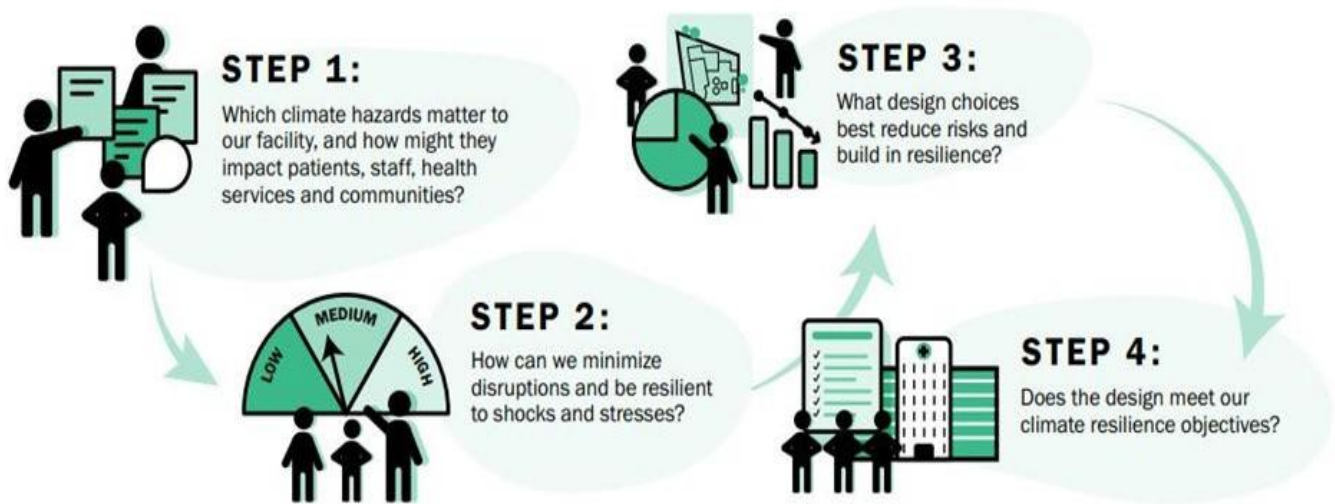 STEP 1:
Which climate hazards matter to
our facility, and how might they
impact patients, staff, health
services and communities?
LOW
MEDIUM
HIGH
STEP 2:
How can we minimize
disruptions and be resilient
to shocks and stresses?
STEP 3:
What design choices
best reduce risks and
build in resilience?
STEP 4:
Does the design meet our
climate resilience objectives?